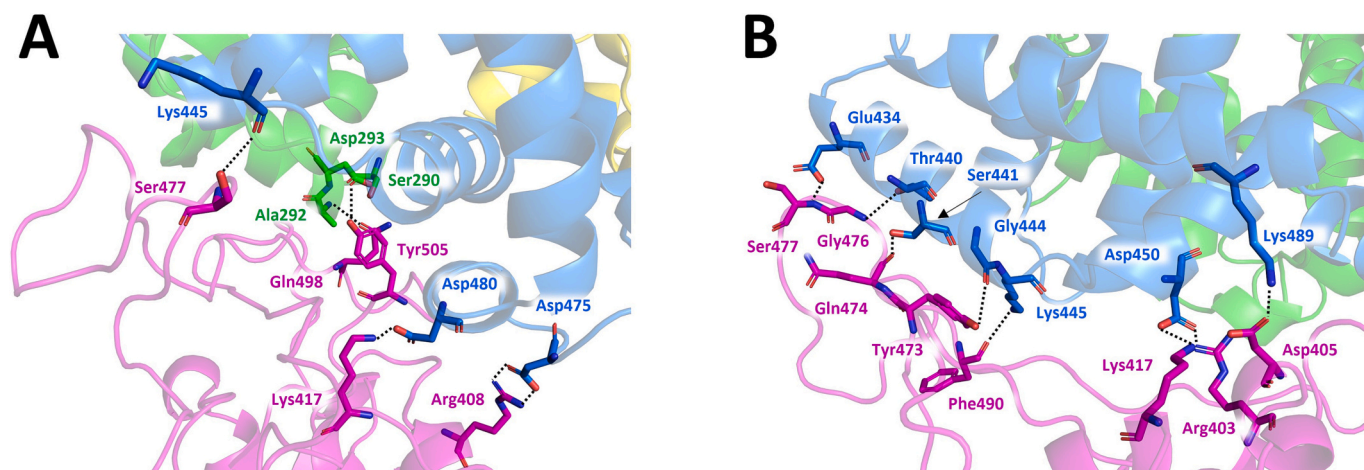 A
Lys445
Asp293
Ser290
Ser477
Ala292
Tyr505
Gln498
Asp480
Asp475
Lys417
Arg408
B
Glu434
Thr440
Ser441
Ser477
Gly476
Gly444
Asp450
Lys489
Gln474
Lys445
Tyr473
Lys417
Asp405
Phe490
Arg403